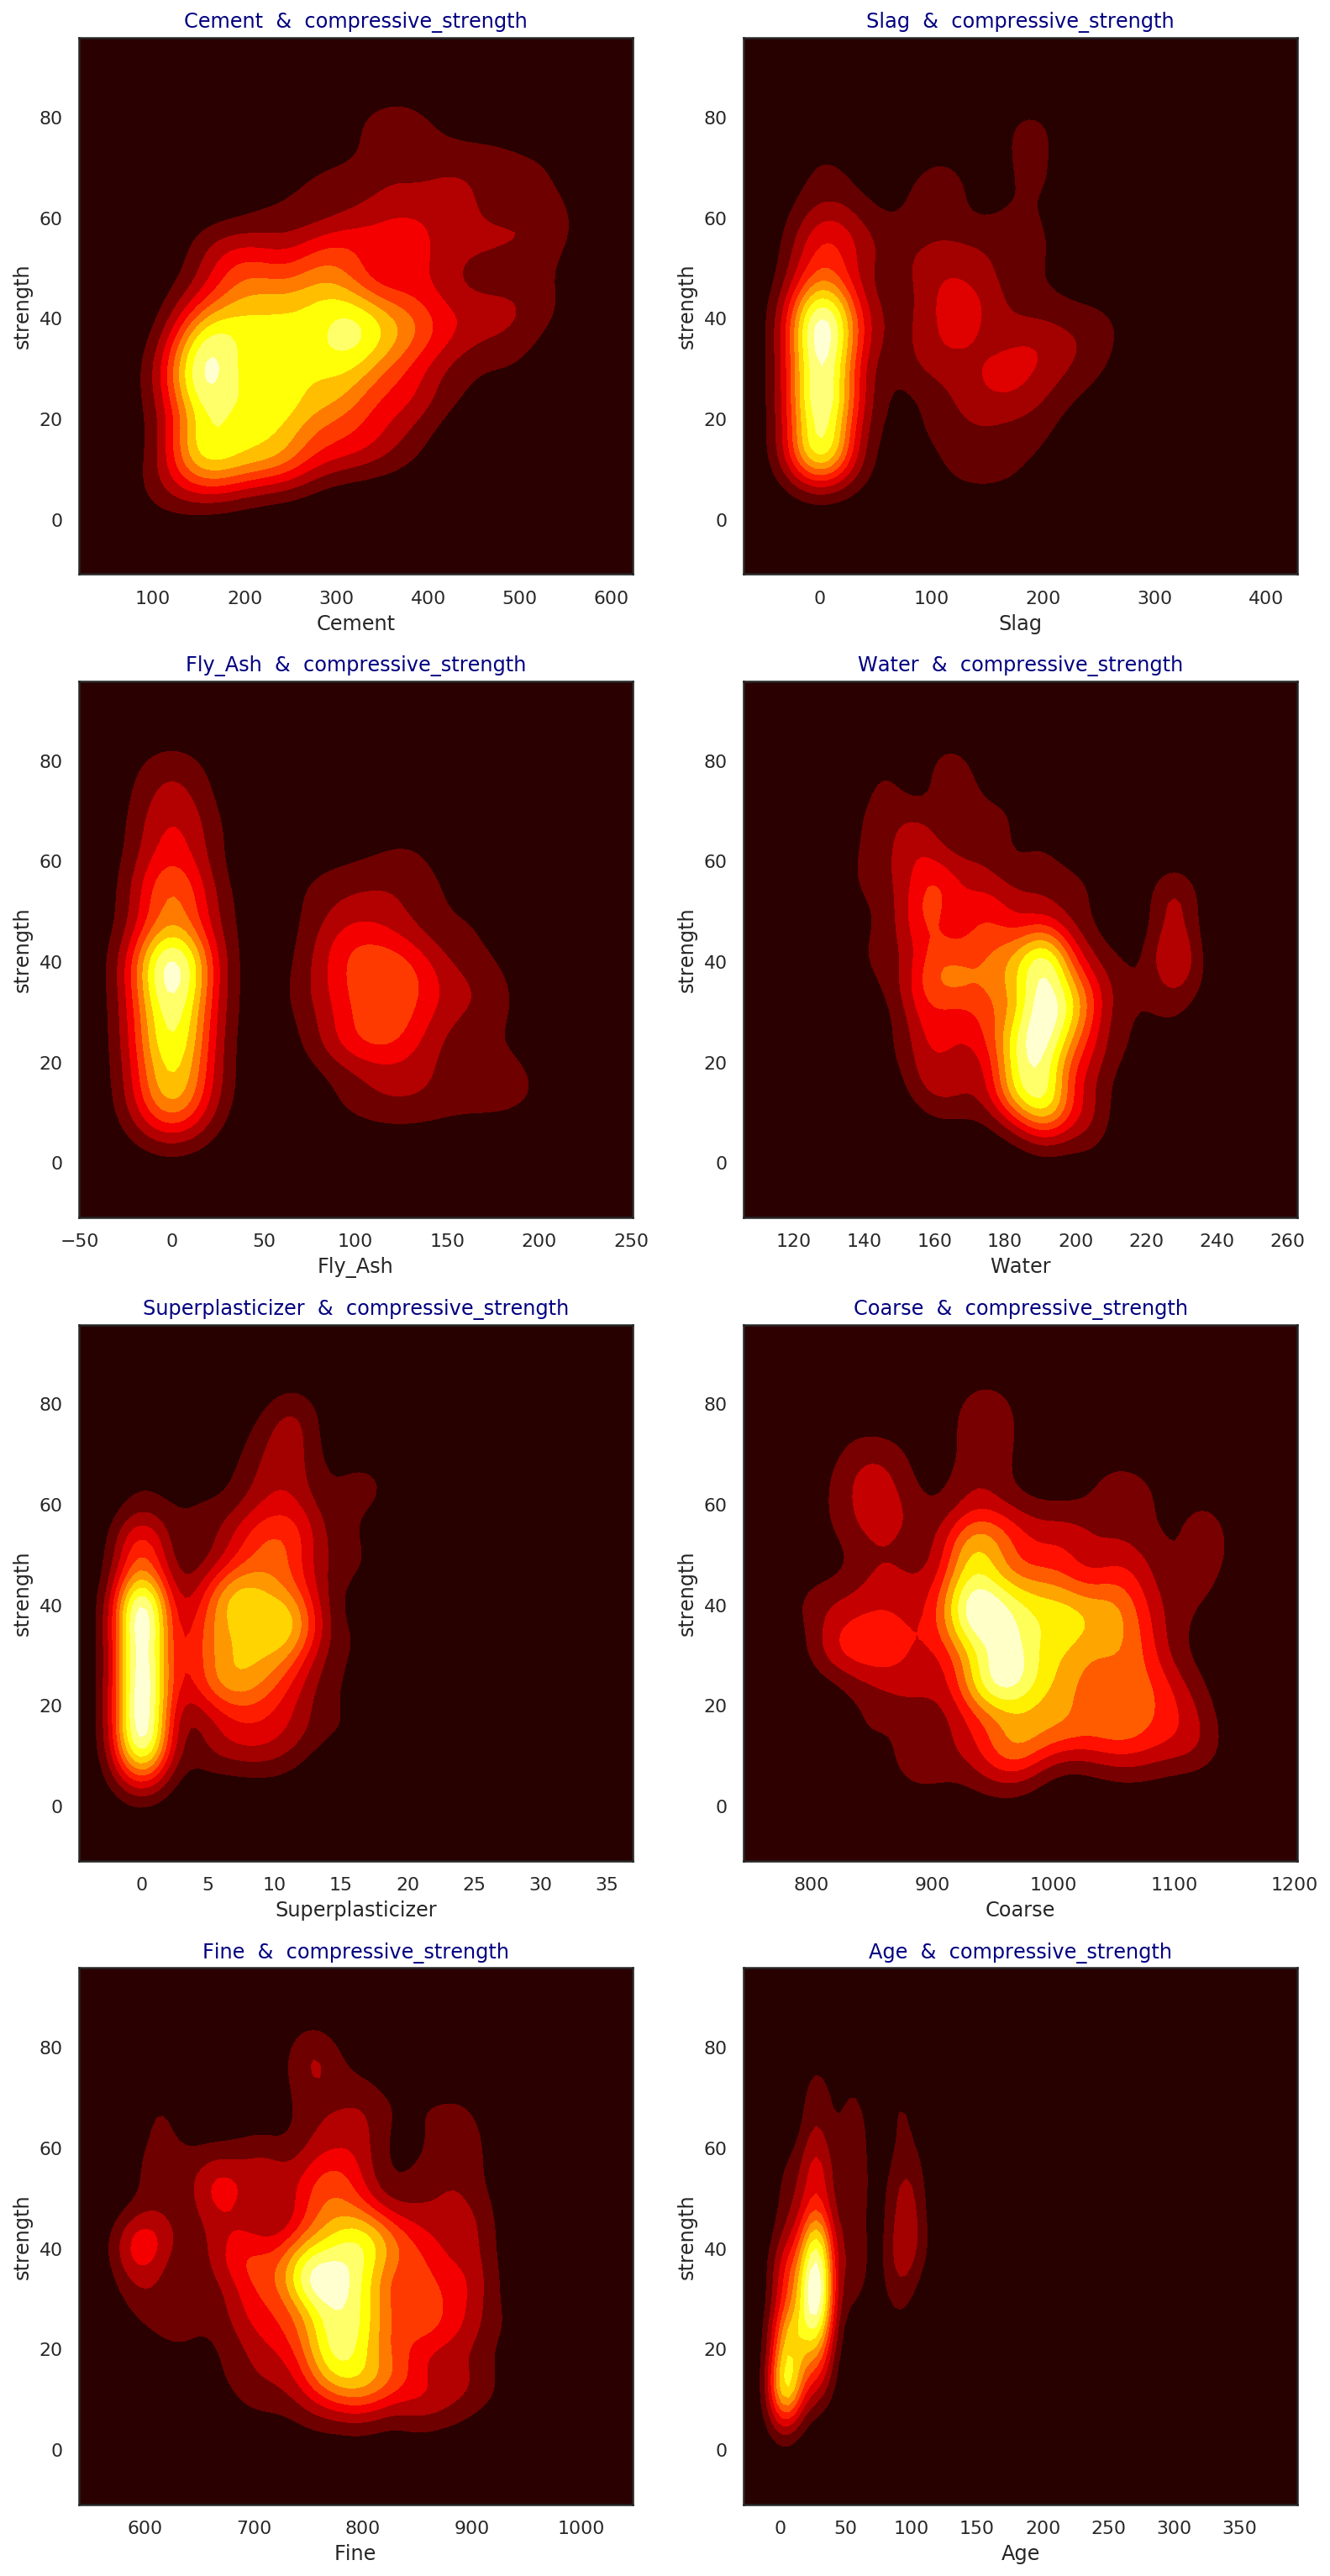 Cement & compressive_strength
80
60
40
20
0
strength
100 200 300 400 500 600
Cement
Slag & compressive_strength
80
60
40
20
0
strength
0 100 200 300 400
Slag
Fly_Ash & compressive_strength
80
60
40
20
0
strength
−50 0 50 100 150 200 250
Fly_Ash
Water & compressive_strength
80
60
40
20
0
strength
120 140 160 180 200 220 240 260
Water
Superplasticizer & compressive_strength
80
60
40
20
0
strength
0 5 10 15 20 25 30 35
Superplasticizer
Coarse & compressive_strength
80
60
40
20
0
strength
800 900 1000 1100 1200
Coarse
Fine & compressive_strength
80
60
40
20
0
strength
600 700 800 900 1000
Fine
Age & compressive_strength
80
60
40
20
0
strength
0 50 100 150 200 250 300 350
Age